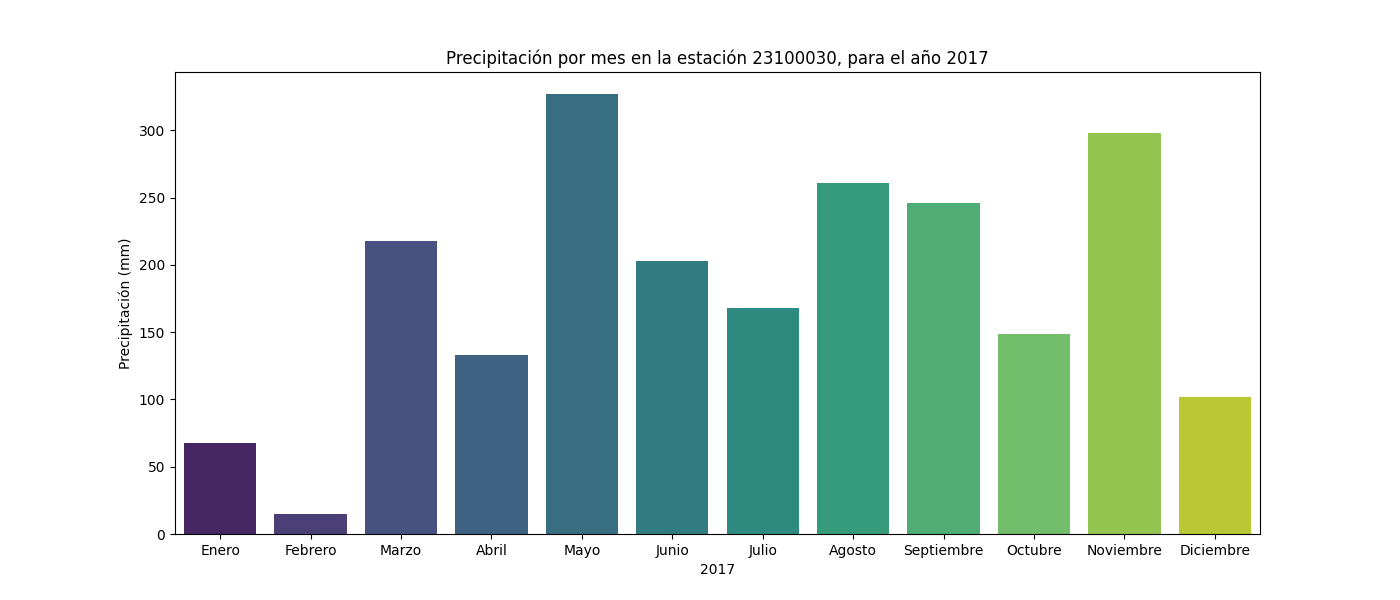 Precipitación por mes en la estación 23100030, para el año 2017
Precipitación (mm)
300
250
200
150
100
50
0
Enero Febrero Marzo Abril Mayo Junio Julio Agosto Septiembre Octubre Noviembre Diciembre
2017